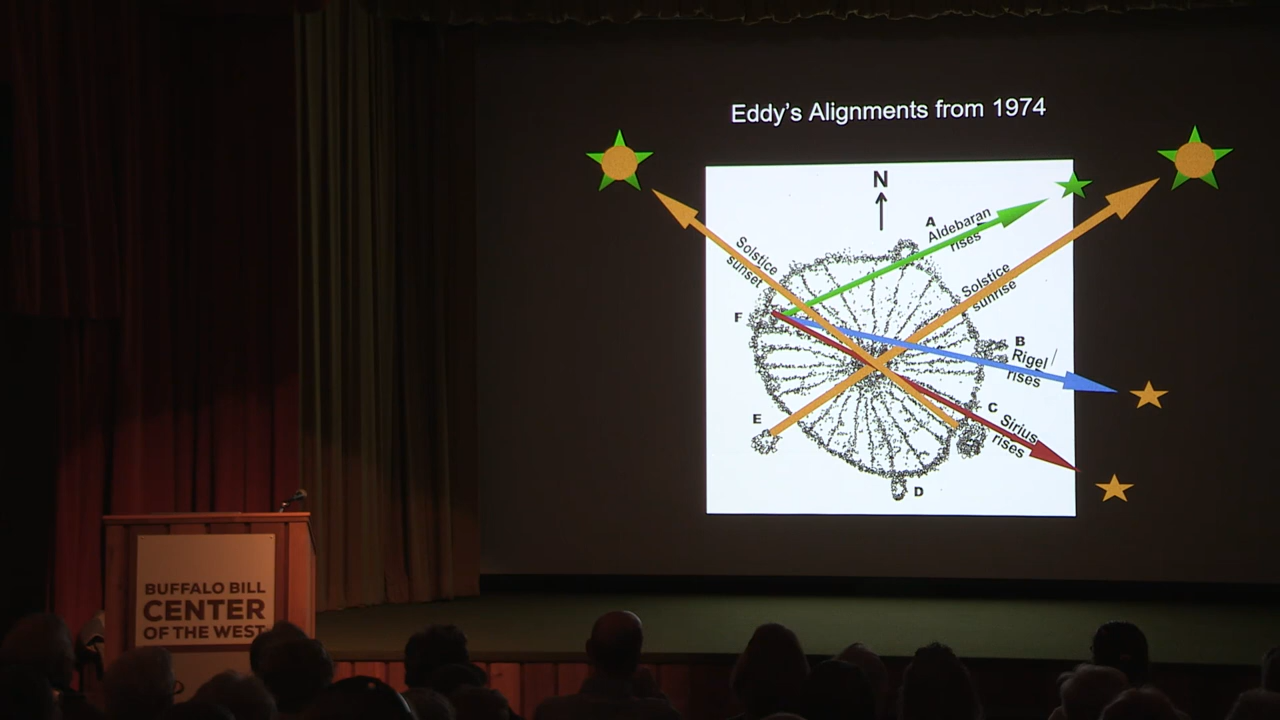 Eddy's Alignments from 1974
N
A
Aldebaran
rises
Solstice
sunset
Solstice
sunrise
F
B
Rigel
rises
E
C
Sirius
rises
D
BUFFALO BILL
CENTER
OF THE WEST